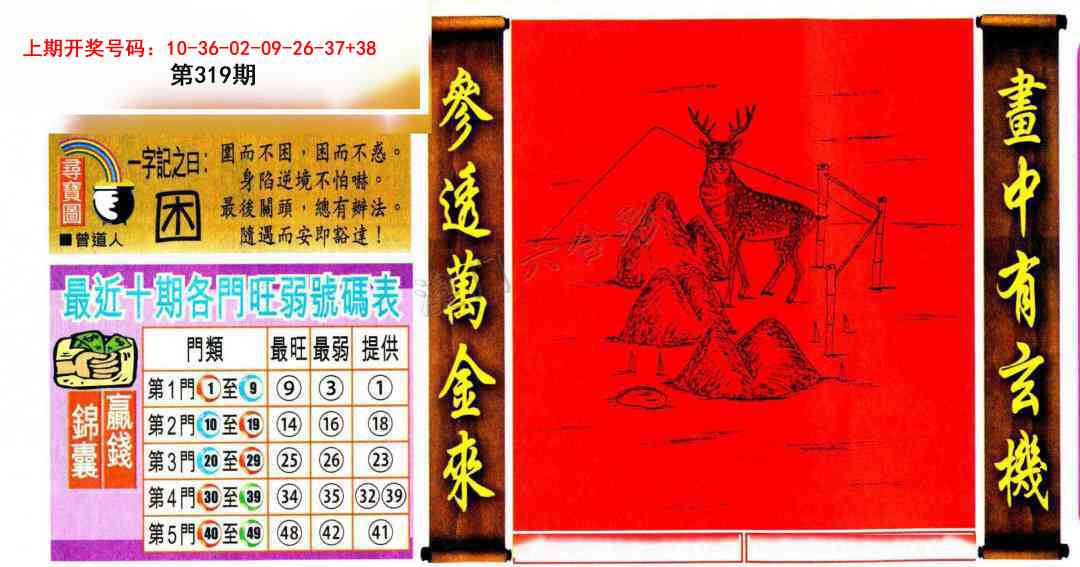 上期开奖号码：10-36-02-09-26-37+38
第319期
尋寶圖
■曾道人
一字記之曰：
困
圍而不困，困而不惑。
身陷逆境不怕嚇。
最後關頭，總有辦法。
隨遇而安即豁達！
最近十期各門旺弱號碼表
贏錢
錦囊
門類 最旺 最弱 提供
第1門 1 至 9 ⑨ ③ ①
第2門 10 至 19 ⑭ ⑯ ⑱
第3門 20 至 29 ㉕ ㉖ ㉓
第4門 30 至 39 ㉞ ㉟ ㉜㊴
第5門 40 至 49 ㊽ ㊷ ㊶
參透萬金來
畫中有玄機